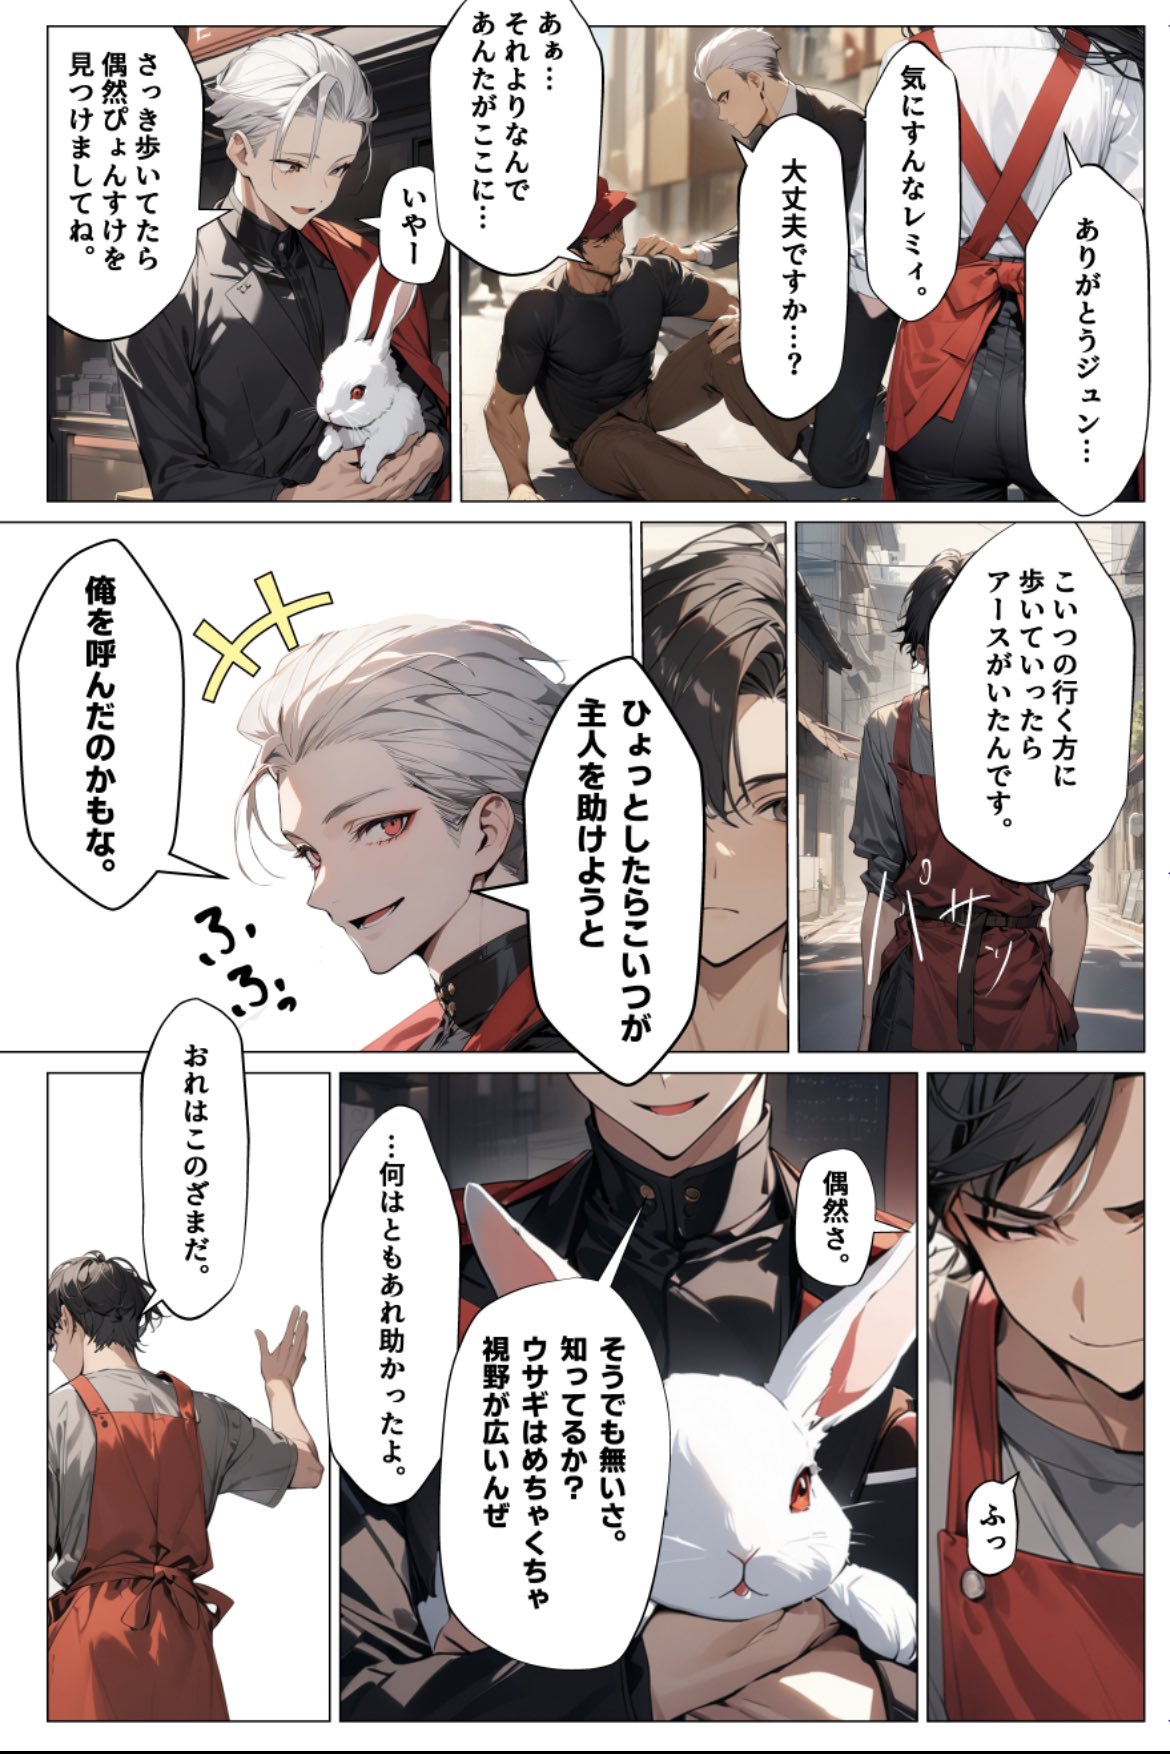 ありがとうジュン…
気にすんなレミィ。
大丈夫ですか…?
あぁ…
それよりなんで
あんたがここに…
いやー
さっき歩いてたら
偶然ぴょんすけを
見つけましてね。
こいつの行く方に
歩いていったら
アースがいたんです。
パサッ
ひょっとしたらこいつが
主人を助けようと
俺を呼んだのかもな。
ふふっ
ふっ
偶然さ。
そうでも無いさ。
知ってるか?
ウサギはめちゃくちゃ
視野が広いんぜ
…何はともあれ助かったよ。
おれはこのざまだ。